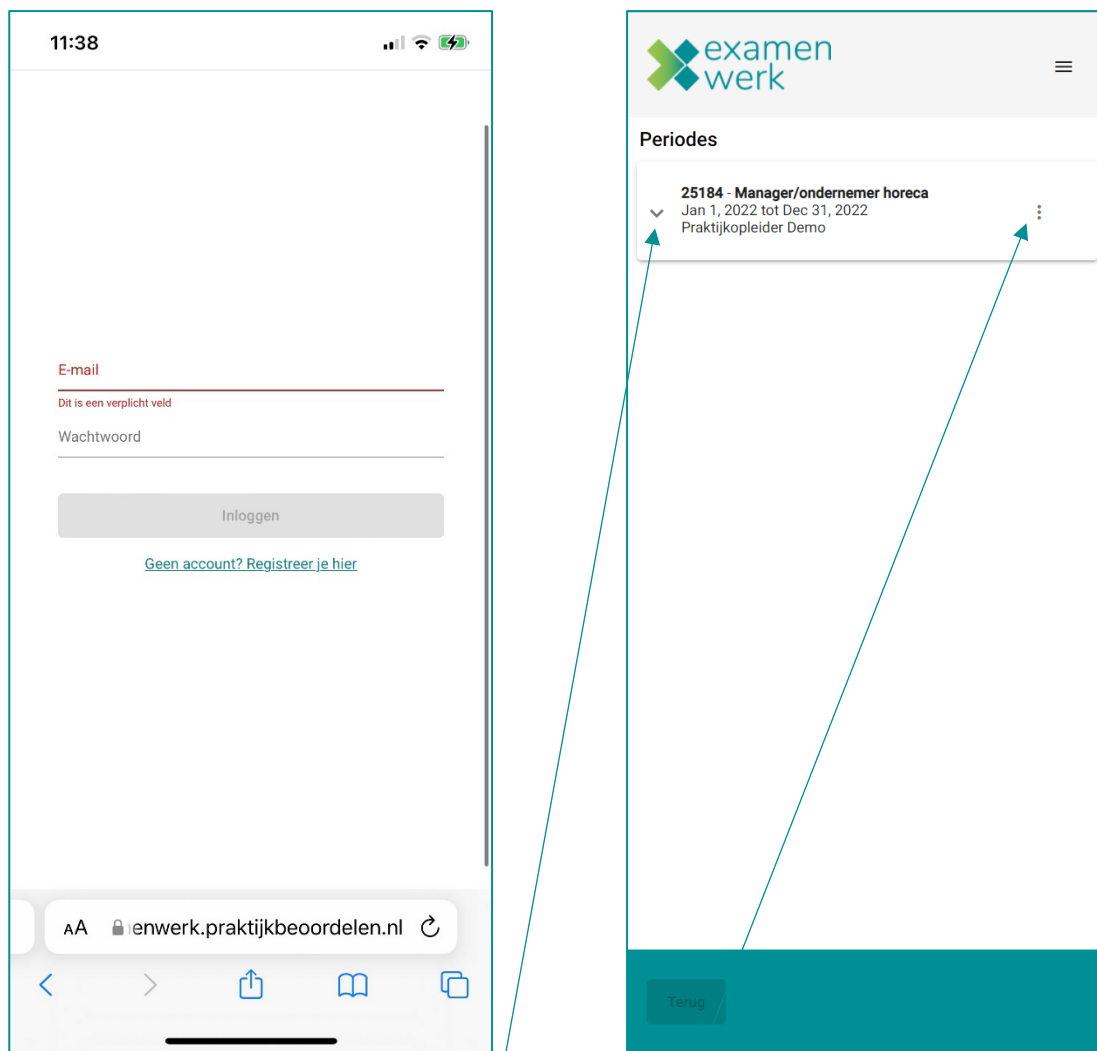 11:38
E-mail
Dit is een verplicht veld
Wachtwoord
Inloggen
Geen account? Registreer je hier
AA enwerk.praktijkbeoordelen.nl
examen
werk
Periodes
25184 - Manager/ondernemer horeca
Jan 1, 2022 tot Dec 31, 2022
Praktijkopleider Demo
Terug